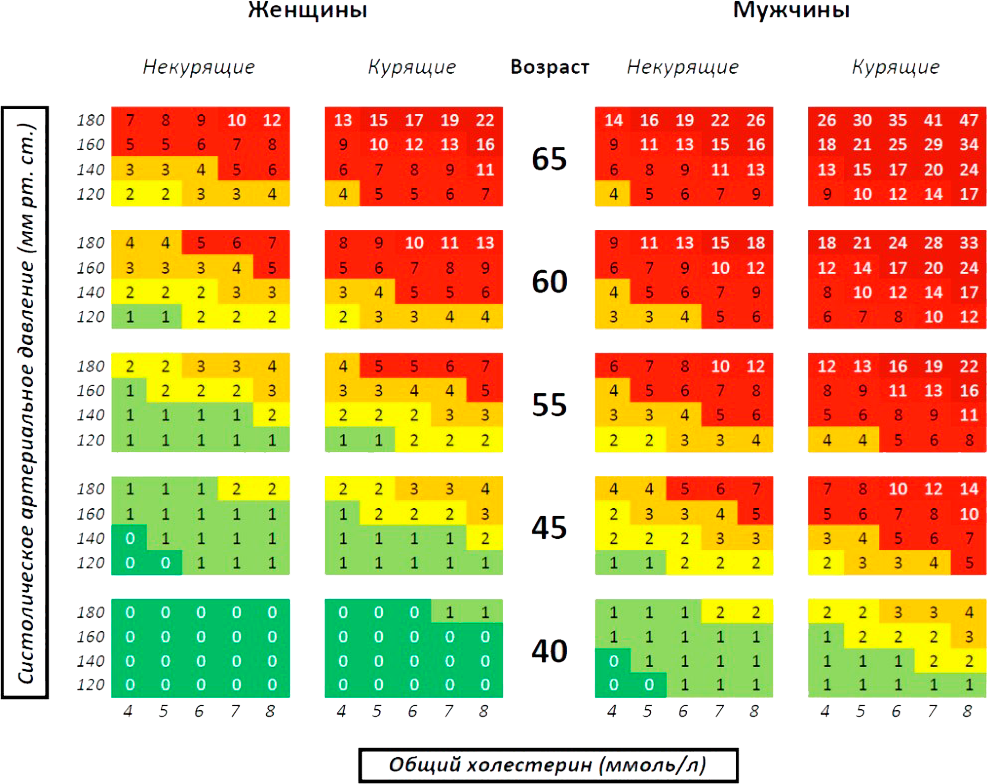 Женщины Мужчины
Некурящие Курящие Возраст Некурящие Курящие
Систолическое артериальное давление (мм рт. ст.)
180 7 8 9 10 12 13 15 17 19 22 14 16 19 22 26 26 30 35 41 47
160 5 5 6 7 8 9 10 12 13 16 9 11 13 15 16 18 21 25 29 34
65
140 3 3 4 5 6 6 7 8 9 11 6 8 9 11 13 13 15 17 20 24
120 2 2 3 3 4 4 5 5 6 7 4 5 6 7 9 9 10 12 14 17
180 4 4 5 6 7 8 9 10 11 13 9 11 13 15 18 18 21 24 28 33
160 3 3 3 4 5 5 6 7 8 9 6 7 9 10 12 12 14 17 20 24
60
140 2 2 2 3 3 3 4 5 5 6 4 5 6 7 9 8 10 12 14 17
120 1 1 2 2 2 2 3 3 4 4 3 3 4 5 6 6 7 8 10 12
180 2 2 3 3 4 4 5 5 6 7 6 7 8 10 12 12 13 16 19 22
160 1 2 2 2 3 3 3 4 4 5 4 5 6 7 8 8 9 11 13 16
55
140 1 1 1 1 2 2 2 2 3 3 3 3 4 5 6 5 6 8 9 11
120 1 1 1 1 1 1 1 2 2 2 2 2 3 3 4 4 4 5 6 8
180 1 1 1 2 2 2 2 3 3 4 4 4 5 6 7 7 8 10 12 14
160 1 1 1 1 1 1 2 2 2 3 2 3 3 4 5 5 6 7 8 10
45
140 0 1 1 1 1 1 1 1 1 2 2 2 2 3 3 3 4 5 6 7
120 0 0 1 1 1 1 1 1 1 1 1 1 2 2 2 2 3 3 4 5
180 0 0 0 0 0 0 0 0 1 1 1 1 1 2 2 2 2 3 3 4
160 0 0 0 0 0 0 0 0 0 0 1 1 1 1 1 1 2 2 2 3
40
140 0 0 0 0 0 0 0 0 0 0 0 1 1 1 1 1 1 1 2 2
120 0 0 0 0 0 0 0 0 0 0 0 0 1 1 1 1 1 1 1 1
4 5 6 7 8 4 5 6 7 8 4 5 6 7 8 4 5 6 7 8
Общий холестерин (ммоль/л)